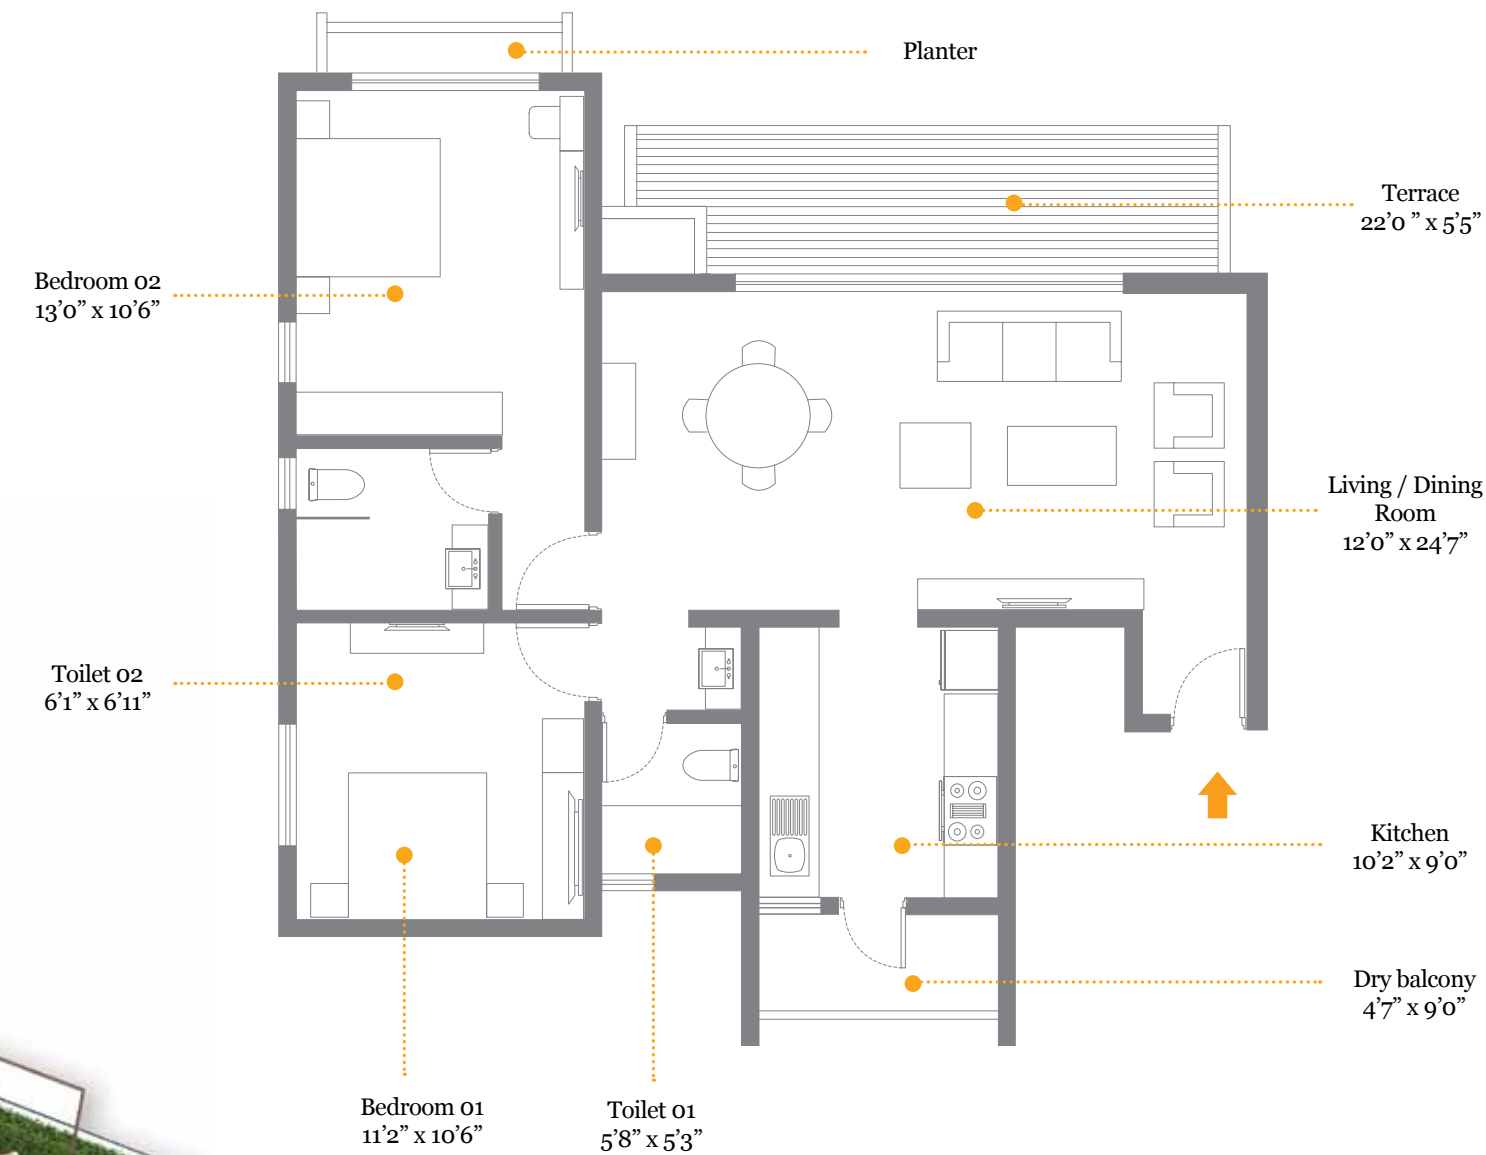 Planter
Terrace
22’0 ” x 5’5”
Bedroom 02
13’0” x 10’6”
Living / Dining
Room
12’0” x 24’7”
Toilet 02
6’1” x 6’11”
Kitchen
10’2” x 9’0”
Dry balcony
4’7” x 9’0”
Bedroom 01
11’2” x 10’6”
Toilet 01
5’8” x 5’3”